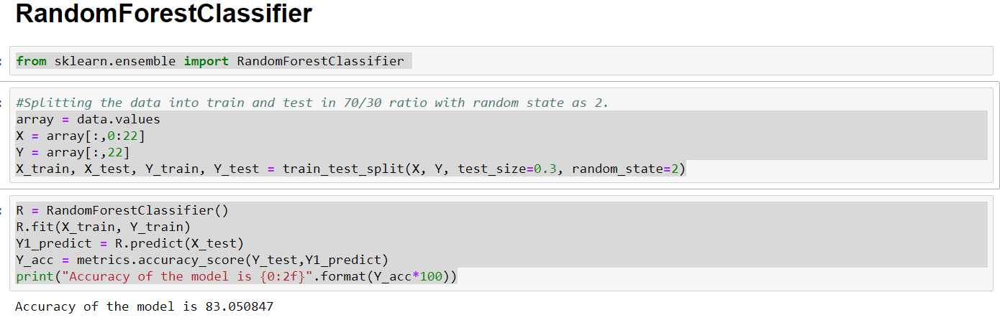 RandomForestClassifier
from sklearn.ensemble import RandomForestClassifier
#Splitting the data into train and test in 70/30 ratio with random state as 2.
array = data.values
X = array[:,0:22]
Y = array[:,22]
X_train, X_test, Y_train, Y_test = train_test_split(X, Y, test_size=0.3, random_state=2)
R = RandomForestClassifier()
R.fit(X_train, Y_train)
Y1_predict = R.predict(X_test)
Y_acc = metrics.accuracy_score(Y_test,Y1_predict)
print("Accuracy of the model is {0:2f}".format(Y_acc*100))
Accuracy of the model is 83.050847